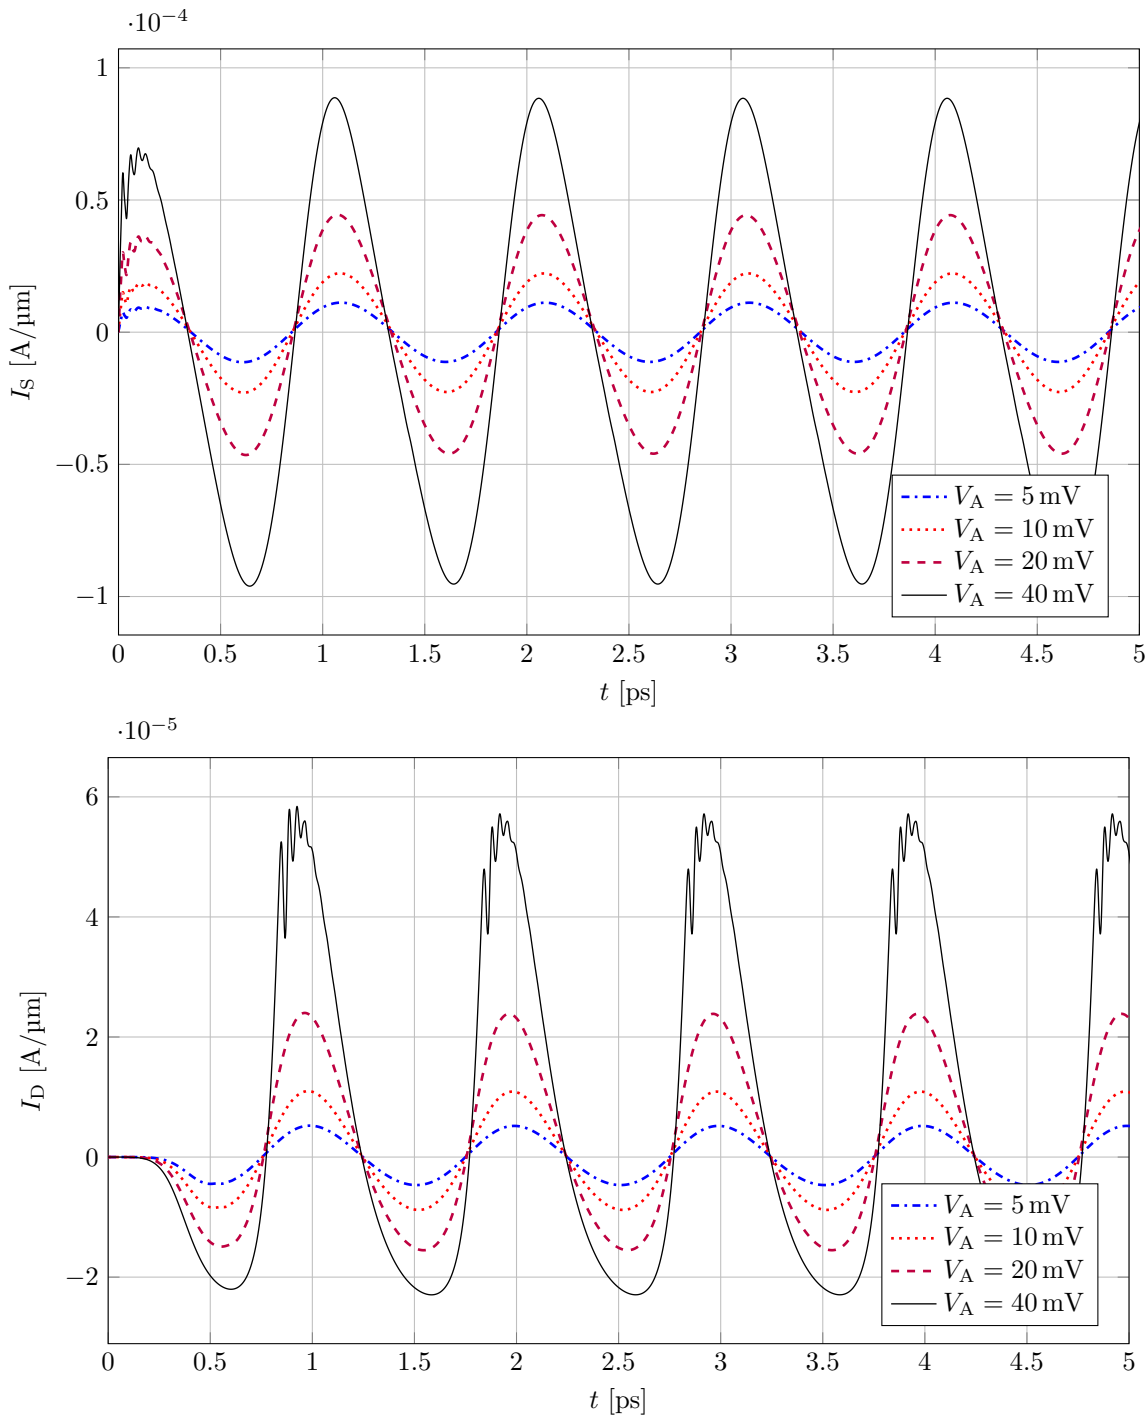 ·10⁻⁴
1
0.5
0
−0.5
−1
I_S [A/µm]
V_A = 5 mV
V_A = 10 mV
V_A = 20 mV
V_A = 40 mV
0 0.5 1 1.5 2 2.5 3 3.5 4 4.5 5
t [ps]
·10⁻⁵
6
4
2
0
−2
I_D [A/µm]
V_A = 5 mV
V_A = 10 mV
V_A = 20 mV
V_A = 40 mV
0 0.5 1 1.5 2 2.5 3 3.5 4 4.5 5
t [ps]